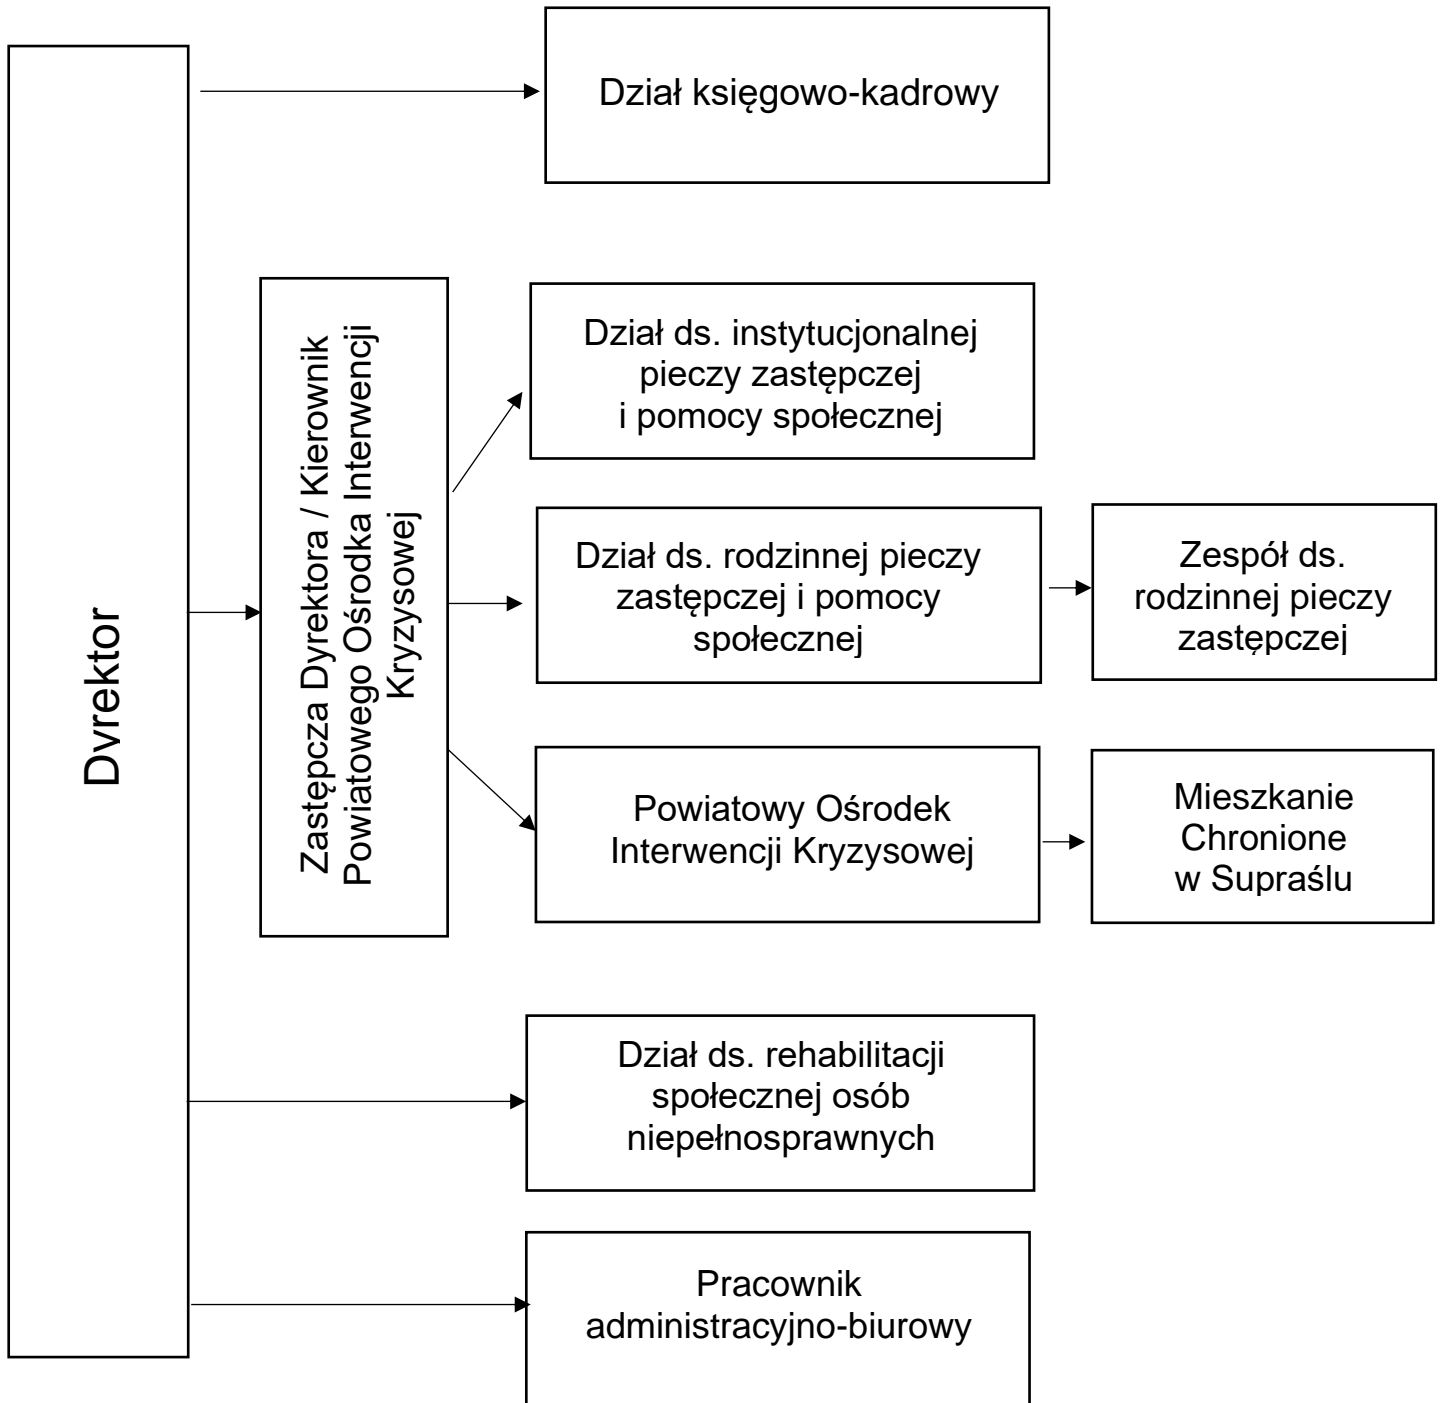 Dział księgowo-kadrowy
Dyrektor
Zastępcza Dyrektora / Kierownik
Powiatowego Ośrodka Interwencji
Kryzysowej
Dział ds. instytucjonalnej
pieczy zastępczej
i pomocy społecznej
Dział ds. rodzinnej pieczy
zastępczej i pomocy
społecznej
Zespół ds.
rodzinnej pieczy
zastępczej
Powiatowy Ośrodek
Interwencji Kryzysowej
Mieszkanie
Chronione
w Supraślu
Dział ds. rehabilitacji
społecznej osób
niepełnosprawnych
Pracownik
administracyjno-biurowy